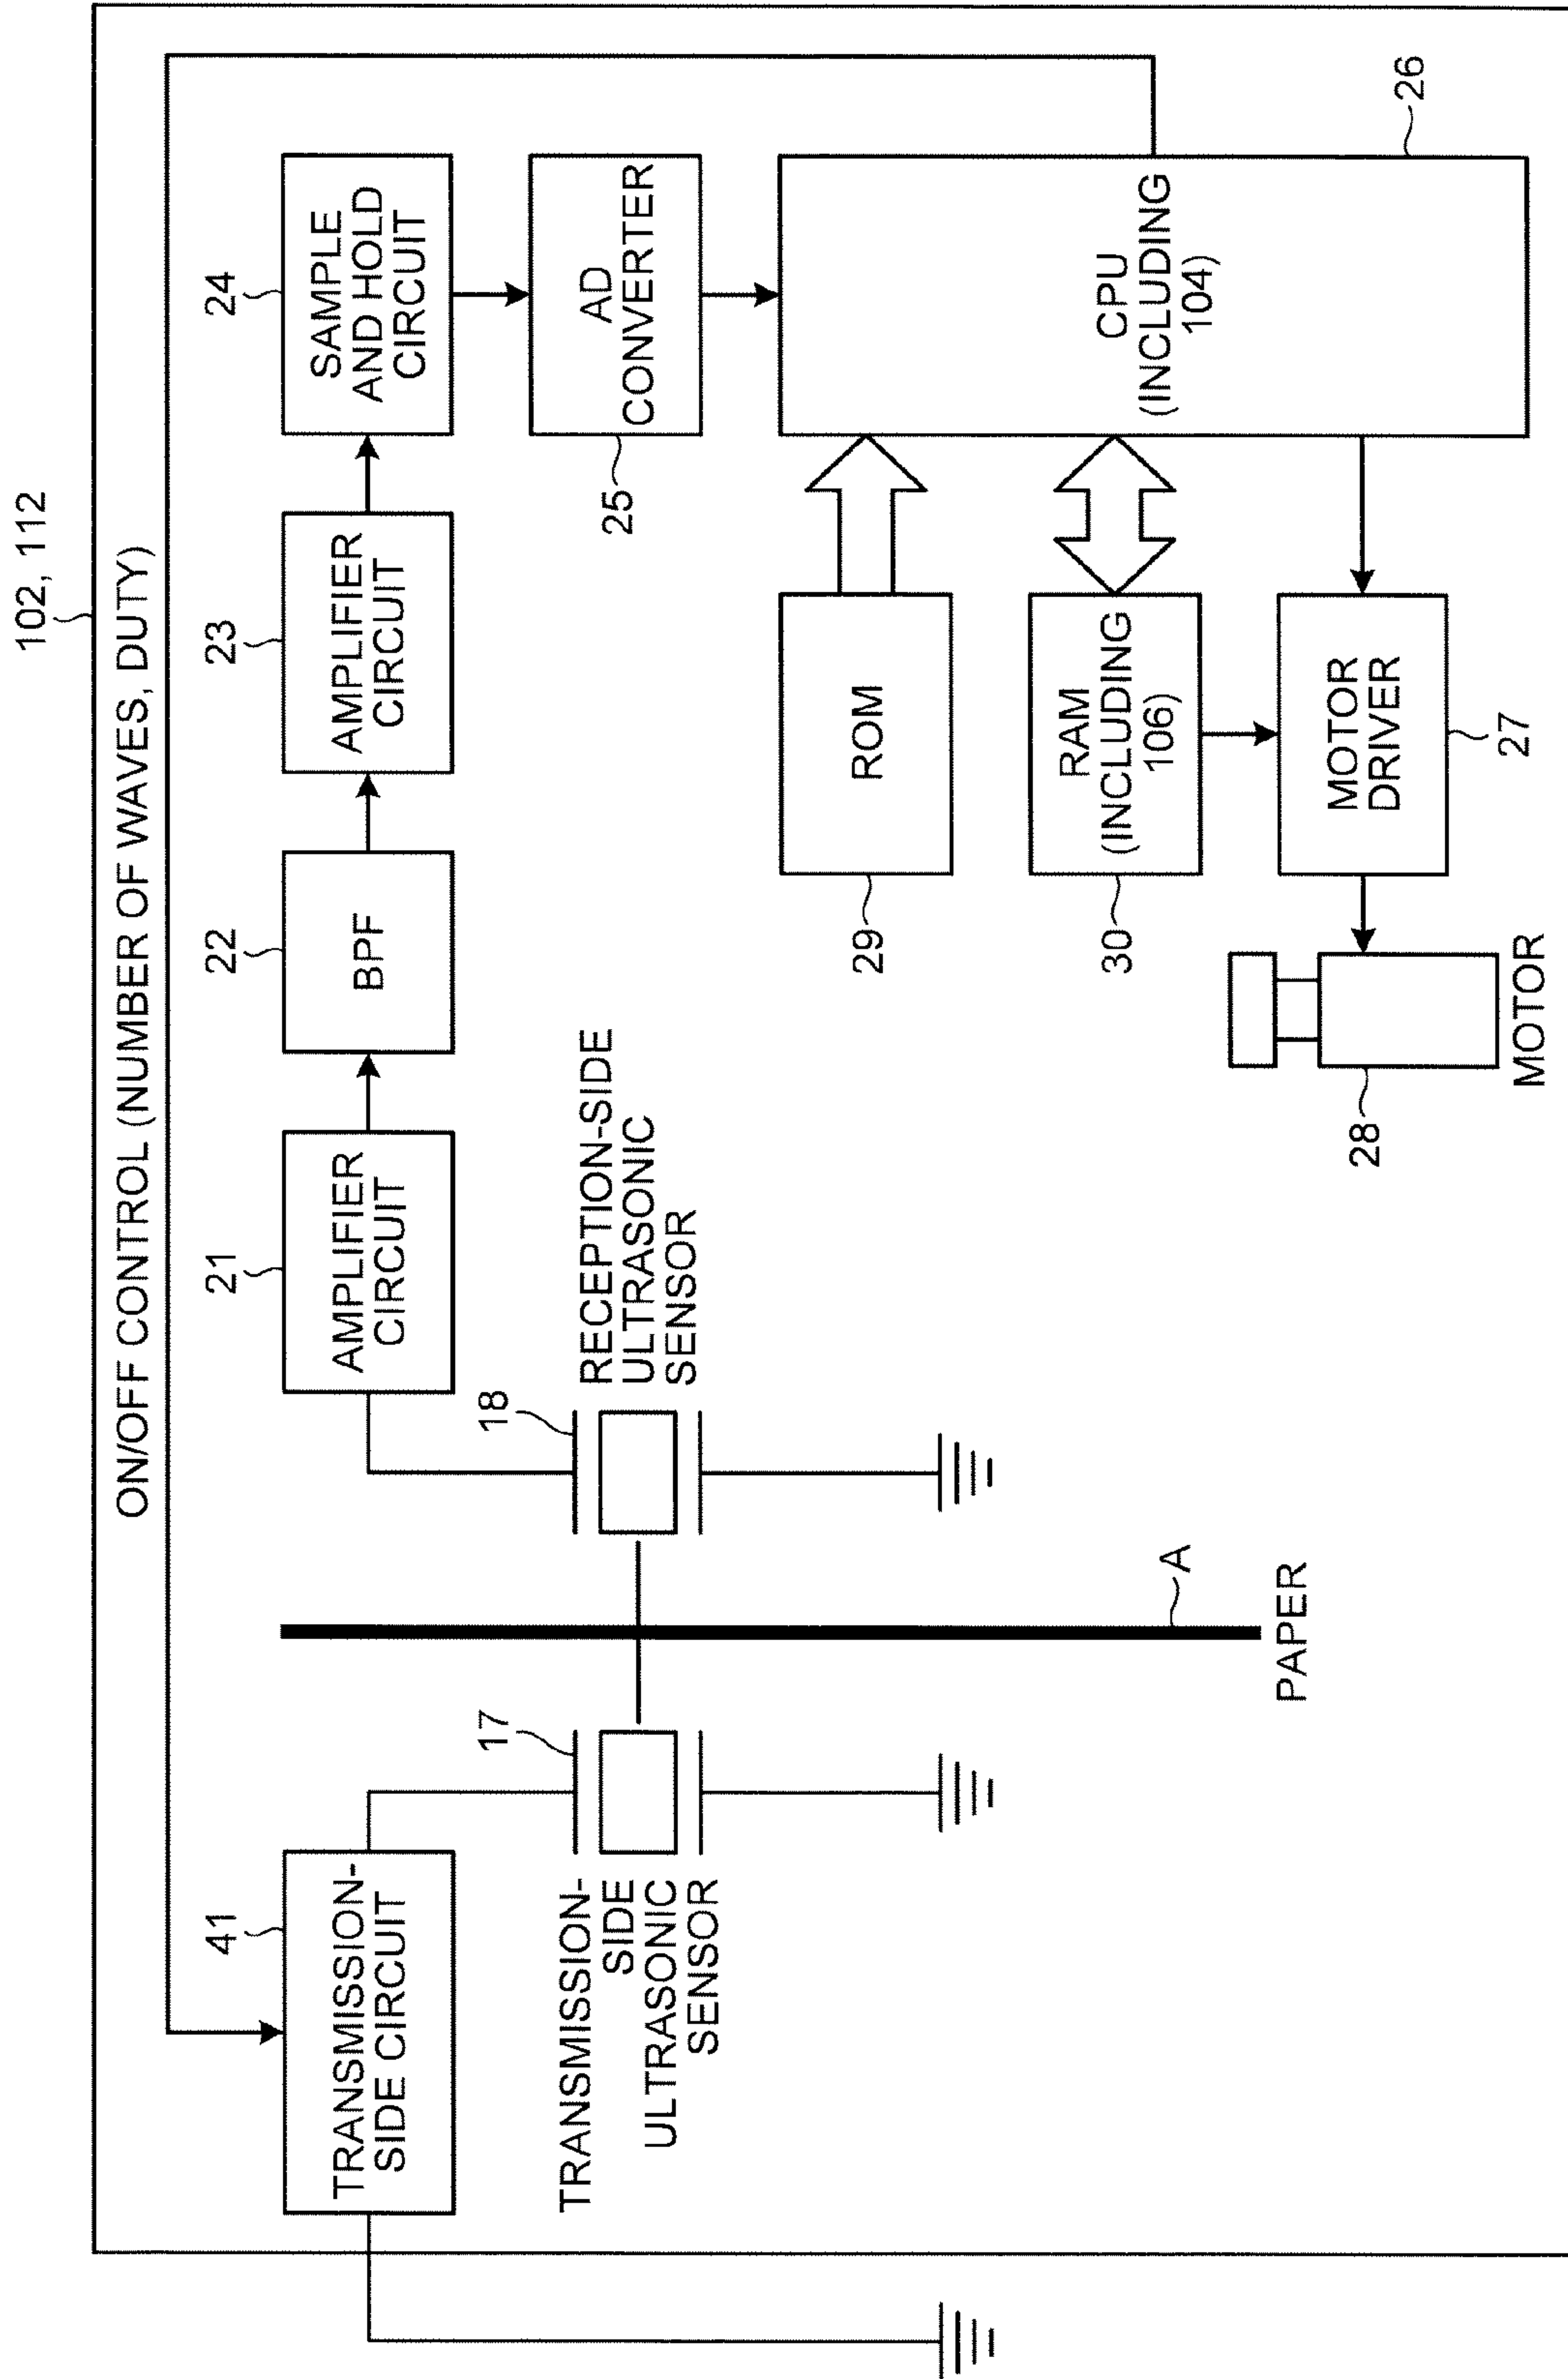 102, 112
ON/OFF CONTROL (NUMBER OF WAVES, DUTY)
41
TRANSMISSION-
SIDE CIRCUIT
17
TRANSMISSION-
SIDE
ULTRASONIC
SENSOR
A
PAPER
18
RECEPTION-SIDE
ULTRASONIC
SENSOR
21
AMPLIFIER
CIRCUIT
22
BPF
23
AMPLIFIER
CIRCUIT
24
SAMPLE
AND HOLD
CIRCUIT
25
AD
CONVERTER
26
CPU
(INCLUDING
104)
29
ROM
30
RAM
(INCLUDING
106)
27
MOTOR
DRIVER
28
MOTOR